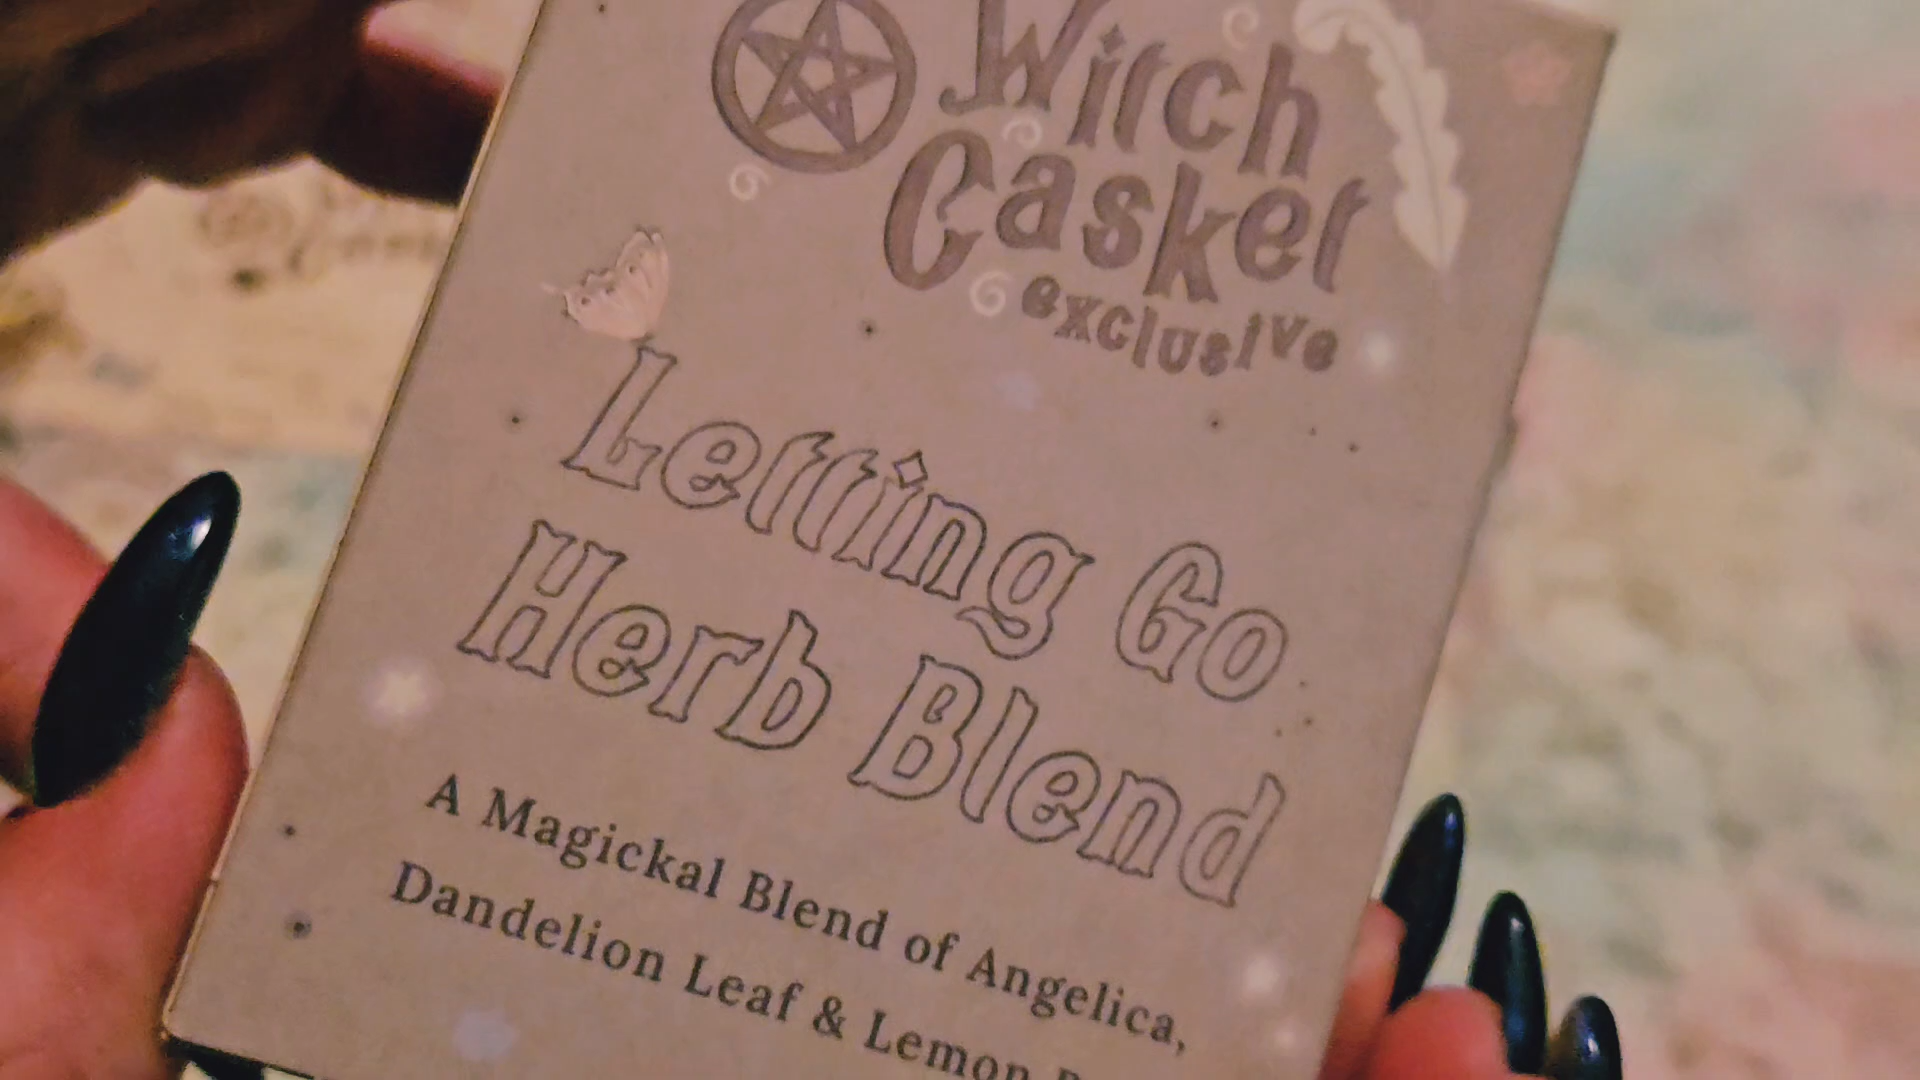 Witch
Casket
exclusive
Letting Go
Herb Blend
A Magickal Blend of Angelica,
Dandelion Leaf & Lemon